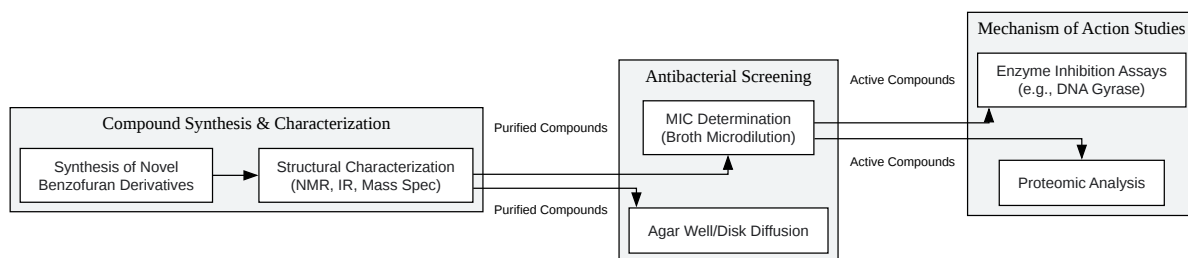 Compound Synthesis & Characterization
Synthesis of Novel
Benzofuran Derivatives
Structural Characterization
(NMR, IR, Mass Spec)
Purified Compounds
Purified Compounds
Antibacterial Screening
MIC Determination
(Broth Microdilution)
Agar Well/Disk Diffusion
Active Compounds
Active Compounds
Mechanism of Action Studies
Enzyme Inhibition Assays
(e.g., DNA Gyrase)
Proteomic Analysis